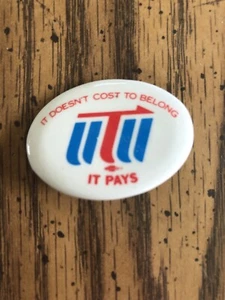 IT DOESN'T COST TO BELONG
UTU
IT PAYS